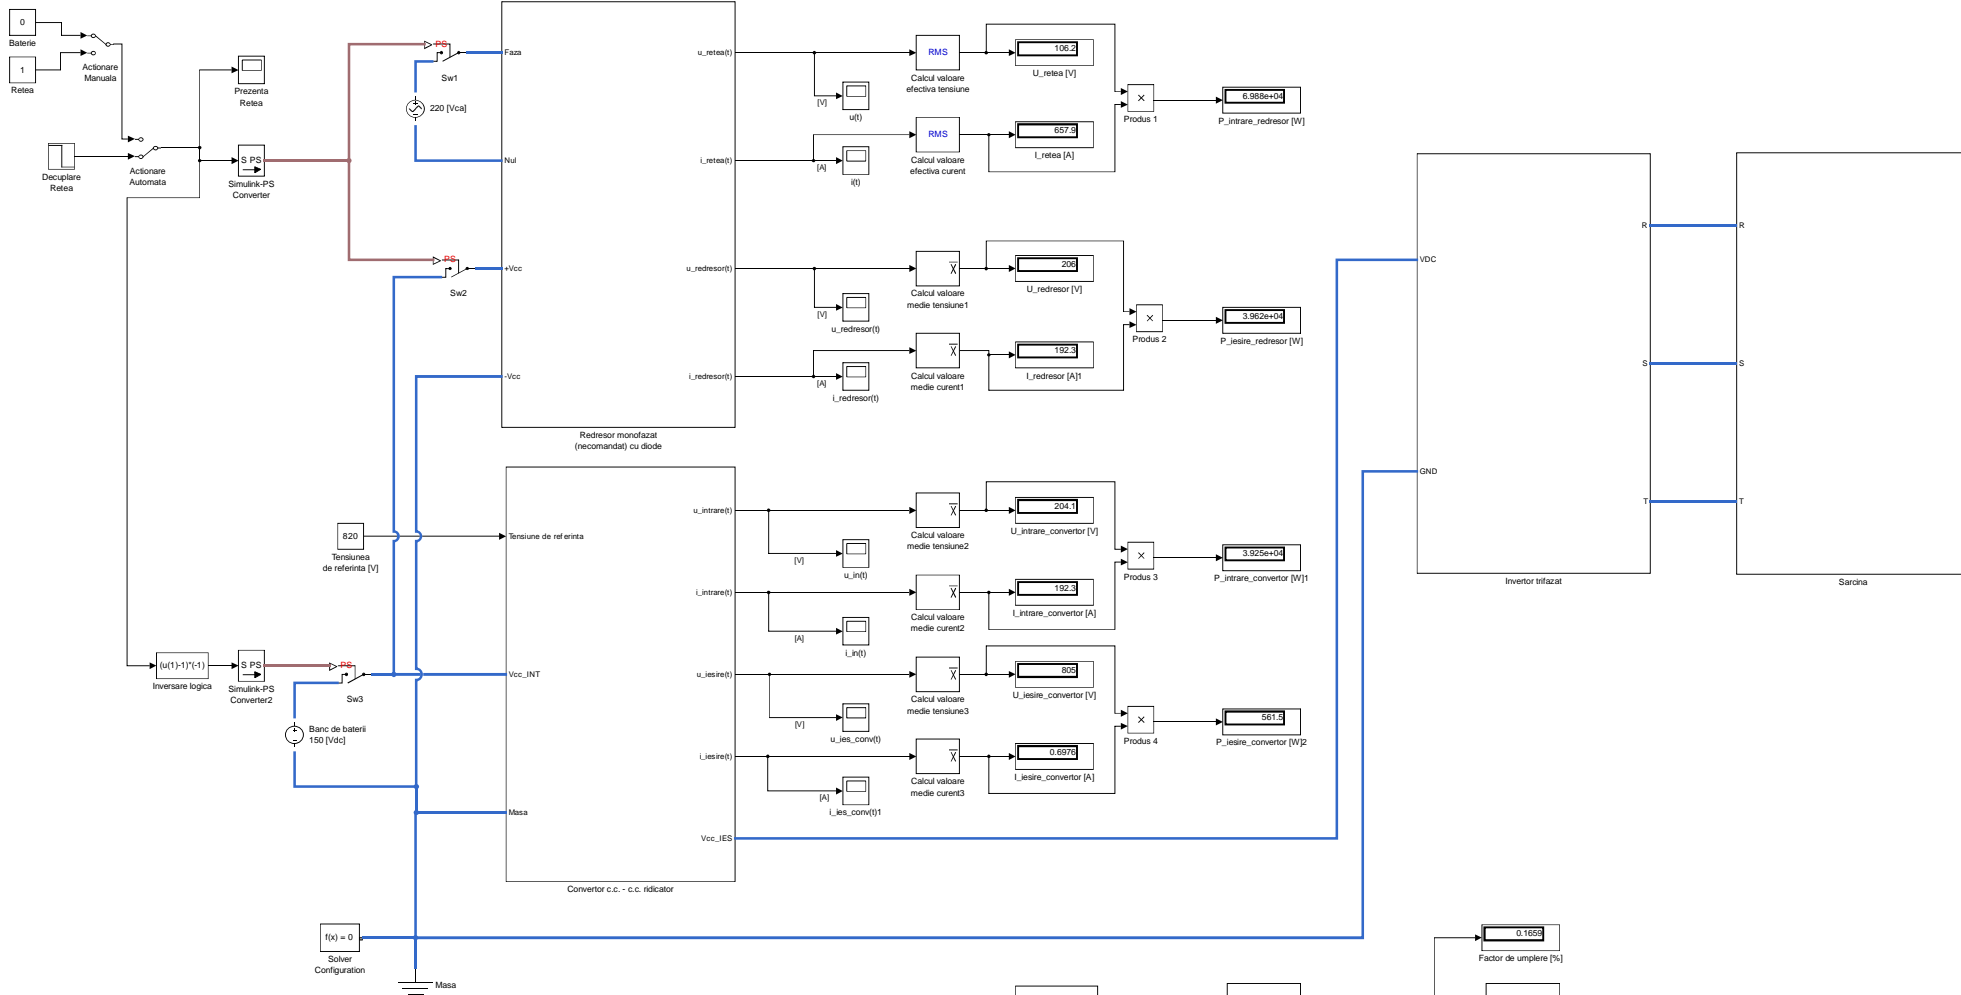 0
Baterie
1
Retea
Actionare
Manuala
Decuplare
Retea
Actionare
Automata
Prezenta
Retea
S PS
Simulink-PS
Converter
PS
Sw1
220 [Vca]
PS
Sw2
Faza
Nul
+Vcc
-Vcc
u_retea(t)
i_retea(t)
u_redresor(t)
i_redresor(t)
Redresor monofazat
(necomandat) cu diode
[V]
u(t)
[A]
i(t)
RMS
Calcul valoare
efectiva tensiune
RMS
Calcul valoare
efectiva curent
106.2
U_retea [V]
657.9
I_retea [A]
×
Produs 1
6.988e+04
P_intrare_redresor [W]
[V]
u_redresor(t)
[A]
i_redresor(t)
x
Calcul valoare
medie tensiune1
x
Calcul valoare
medie curent1
206
U_redresor [V]
192.3
I_redresor [A]1
×
Produs 2
3.962e+04
P_iesire_redresor [W]
820
Tensiunea
de referinta [V]
Tensiune de referinta
Vcc_INT
Masa
u_intrare(t)
i_intrare(t)
u_iesire(t)
i_iesire(t)
Vcc_IES
Convertor c.c. - c.c. ridicator
[V]
u_in(t)
[A]
i_in(t)
[V]
u_ies_conv(t)
[A]
i_ies_conv(t)1
x
Calcul valoare
medie tensiune2
x
Calcul valoare
medie curent2
x
Calcul valoare
medie tensiune3
x
Calcul valoare
medie curent3
204.1
U_intrare_convertor [V]
192.3
I_intrare_convertor [A]
805
U_iesire_convertor [V]
0.6976
I_iesire_convertor [A]
×
Produs 3
3.925e+04
P_intrare_convertor [W]1
×
Produs 4
561.5
P_iesire_convertor [W]2
(u(1)-1)*(-1)
Inversare logica
S PS
Simulink-PS
Converter2
PS
Sw3
Banc de baterii
150 [Vdc]
f(x) = 0
Solver
Configuration
Masa
VDC
GND
R
S
T
Invertor trifazat
R
S
T
Sarcina
0.1659
Factor de umplere [%]